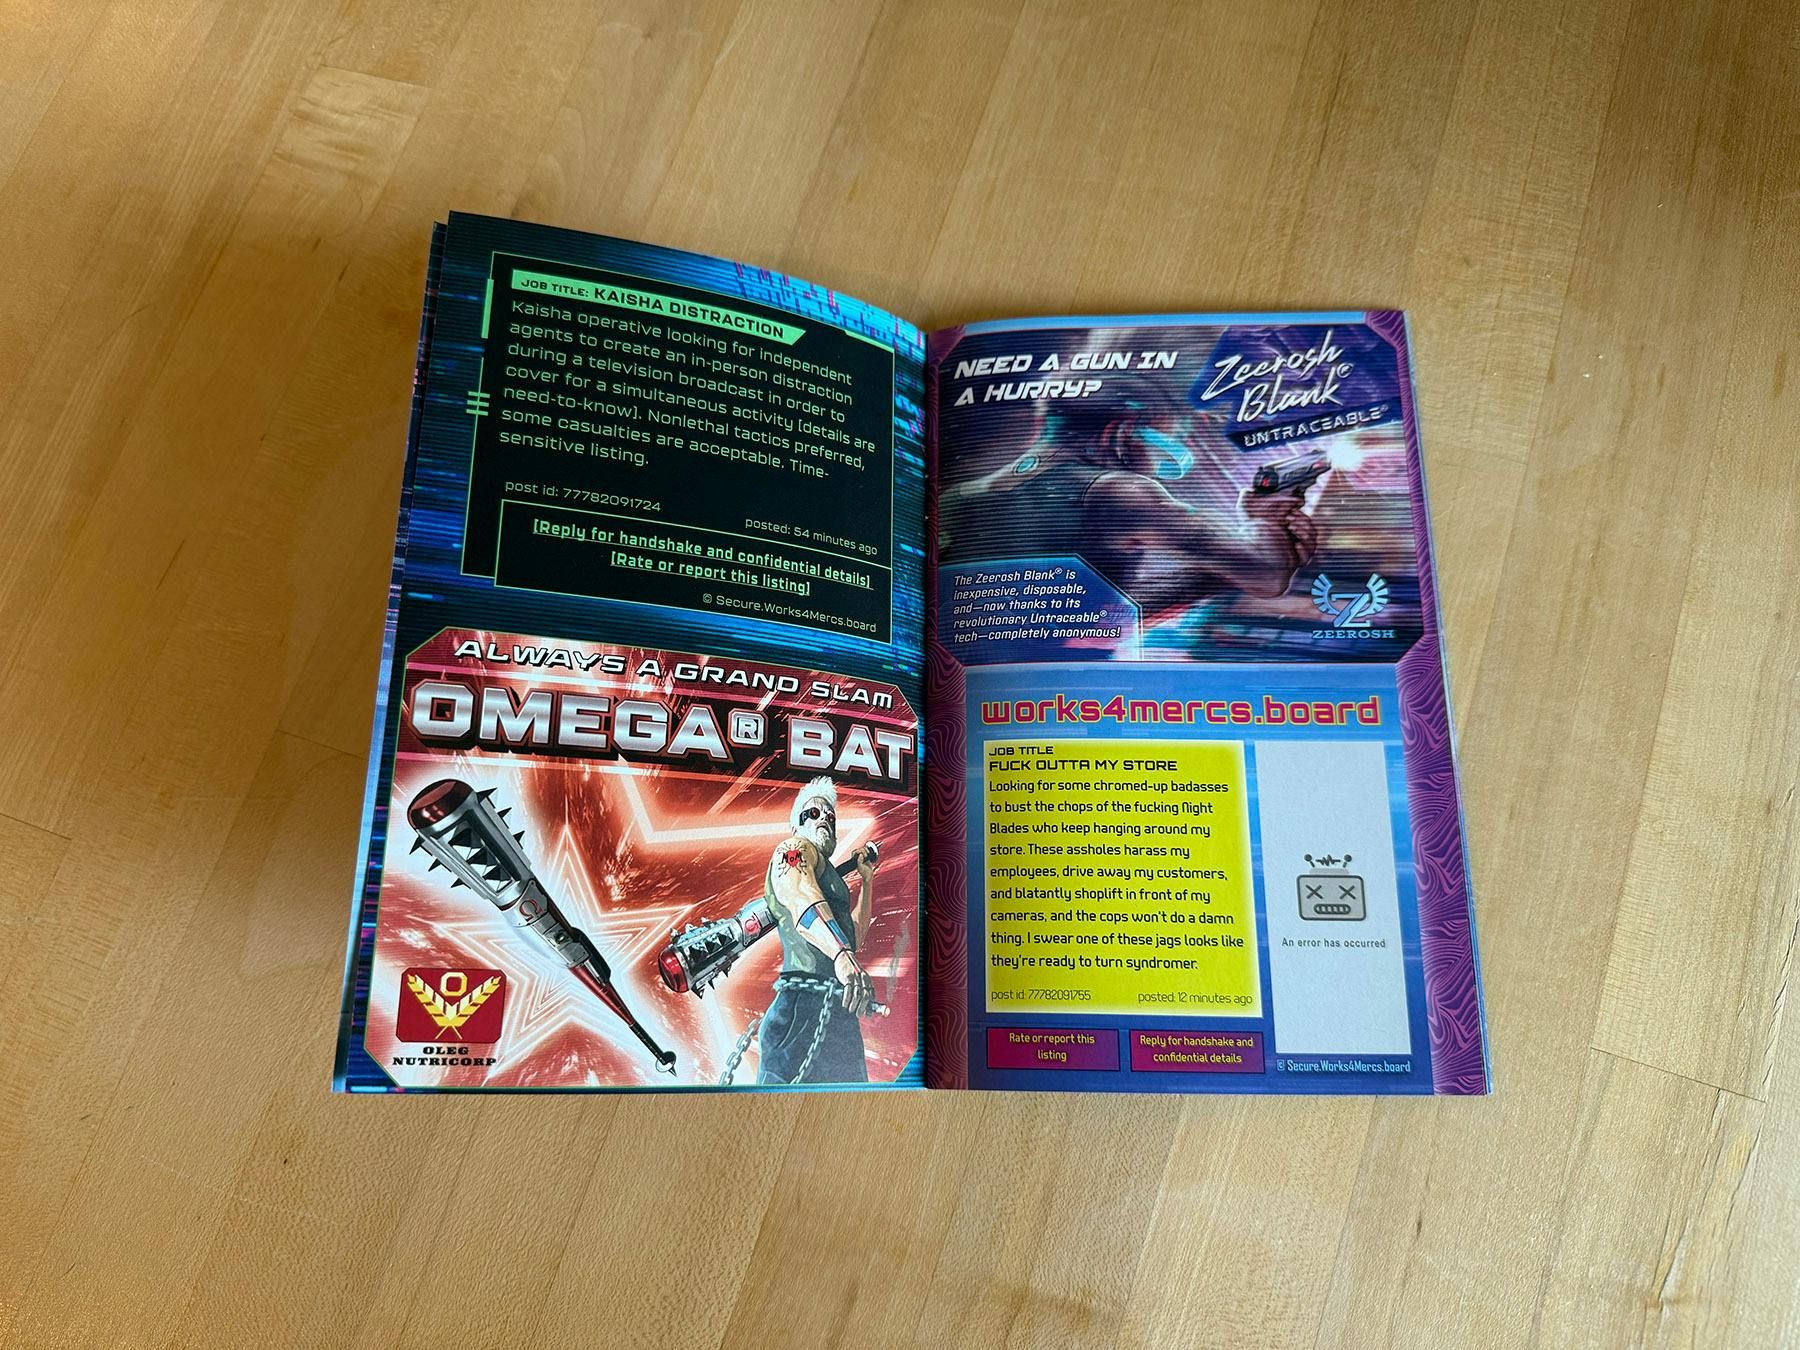 JOB TITLE: KAISHA DISTRACTION
Kaisha operative looking for independent
agents to create an in-person distraction
during a television broadcast in order to
cover for a simultaneous activity [details are
need-to-know]. Nonlethal tactics preferred,
some casualties are acceptable. Time-
sensitive listing.
post id: 77782091724
posted: 54 minutes ago
[Reply for handshake and confidential details]
[Rate or report this listing]
© Secure.Works4Mercs.board
ALWAYS A GRAND SLAM
OMEGA® BAT
NoM
Ω
O
OLEG
NUTRICORP
NEED A GUN IN
A HURRY?
Zeerosh
Blank®
UNTRACEABLE®
The Zeerosh Blank® is
inexpensive, disposable,
and—now thanks to its
revolutionary Untraceable®
tech—completely anonymous!
Z
ZEEROSH
works4mercs.board
JOB TITLE
FUCK OUTTA MY STORE
Looking for some chromed-up badasses
to bust the chops of the fucking Night
Blades who keep hanging around my
store. These assholes harass my
employees, drive away my customers,
and blatantly shoplift in front of my
cameras, and the cops won't do a damn
thing. I swear one of these jags looks like
they're ready to turn syndromer.
post id: 77782091755
posted: 12 minutes ago
An error has occurred
Rate or report this
listing
Reply for handshake and
confidential details
© Secure.Works4Mercs.board